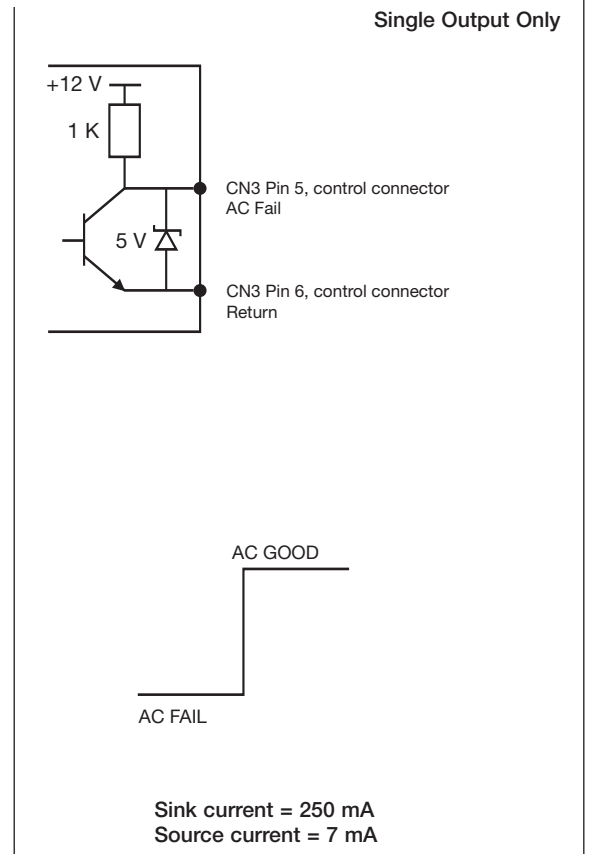 Single Output Only
+12 V
1 K
CN3 Pin 5, control connector
AC Fail
5 V
CN3 Pin 6, control connector
Return
AC GOOD
AC FAIL
Sink current = 250 mA
Source current = 7 mA